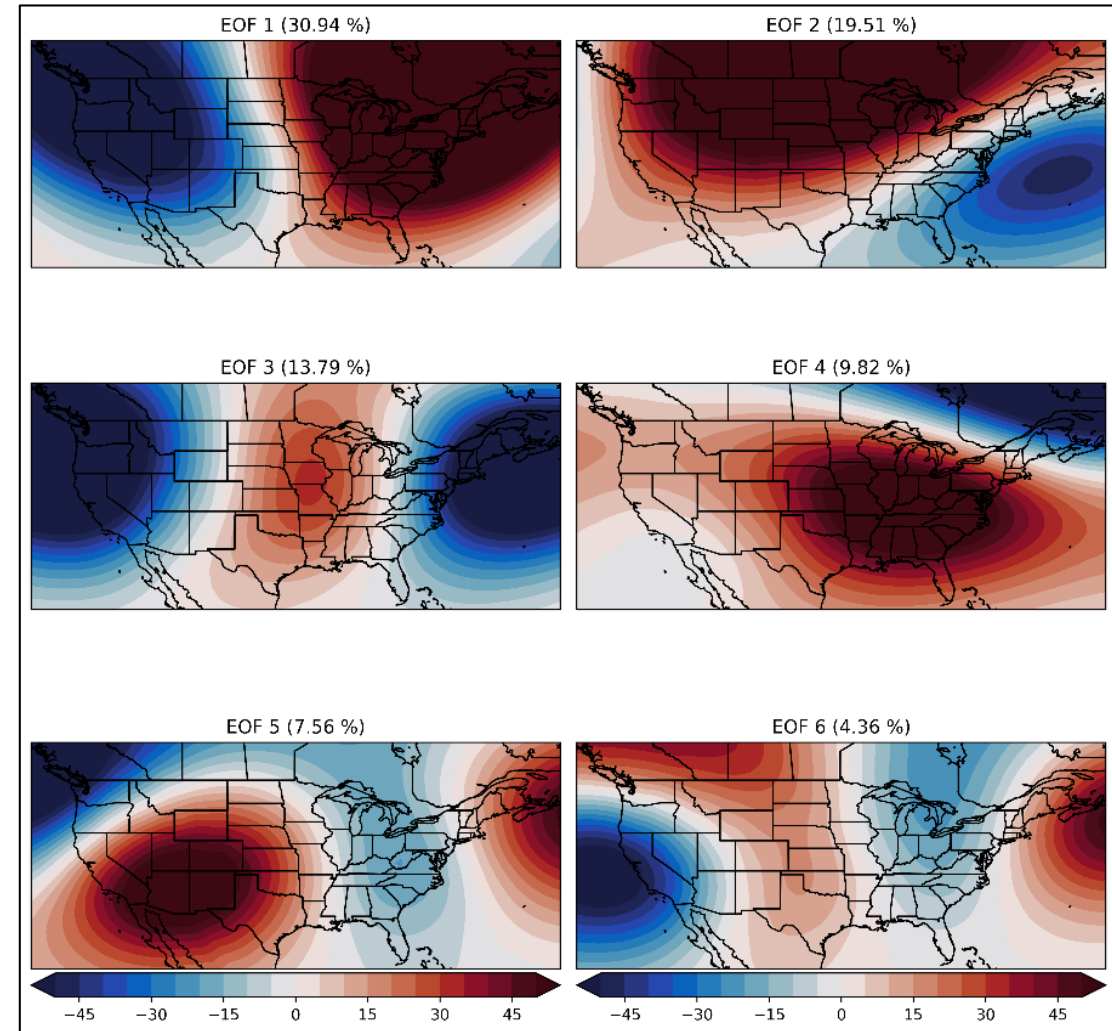 EOF 1 (30.94 %)
EOF 2 (19.51 %)
EOF 3 (13.79 %)
EOF 4 (9.82 %)
EOF 5 (7.56 %)
EOF 6 (4.36 %)
−45 −30 −15 0 15 30 45
−45 −30 −15 0 15 30 45